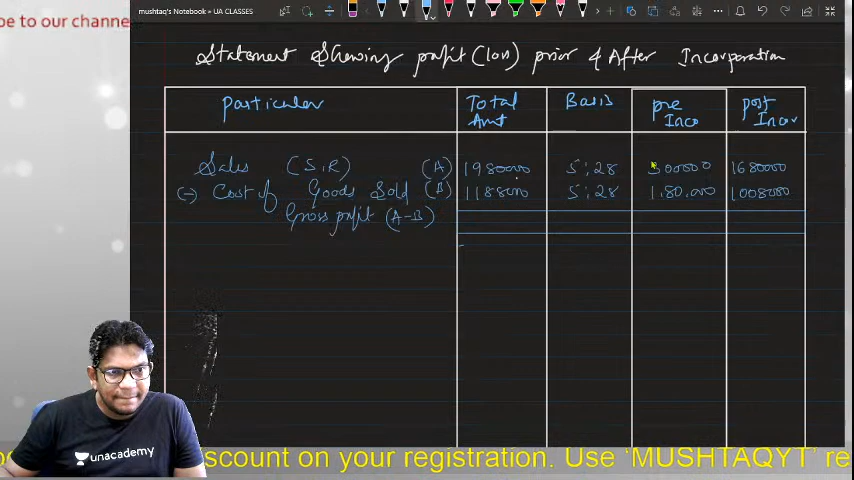 be to our channe
mushtaq's Notebook » UA CLASSES
Statement Showing profit (loss) prior & After Incorporation
Particular Total Amt Basis pre Inco post Incor
Sales (S.R) (A) 1980000 5:28 300000 1680000
(-) Cost of Goods Sold (B) 1188000 5:28 1,80,000 1008000
Gross profit (A-B)
unacademy
scount on your registration. Use 'MUSHTAQYT' re